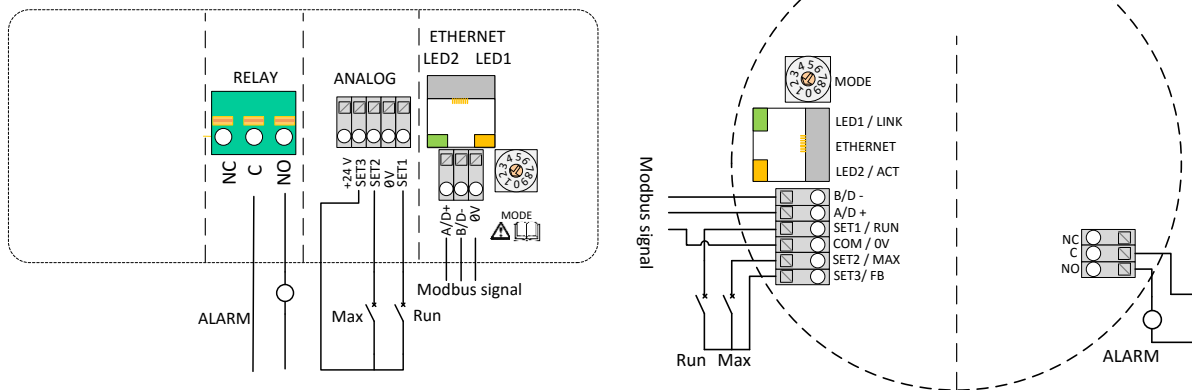 ETHERNET
LED2 LED1
RELAY
ANALOG
NC
C
NO
+24 V
SET3
SET2
0V
SET1
0123456789
A/D+
B/D-
0V
MODE
Modbus signal
ALARM
Max
Run
0123456789
MODE
LED1 / LINK
ETHERNET
LED2 / ACT
Modbus signal
B/D -
A/D +
SET1 / RUN
COM / 0V
SET2 / MAX
SET3/ FB
Run Max
NC
C
NO
ALARM